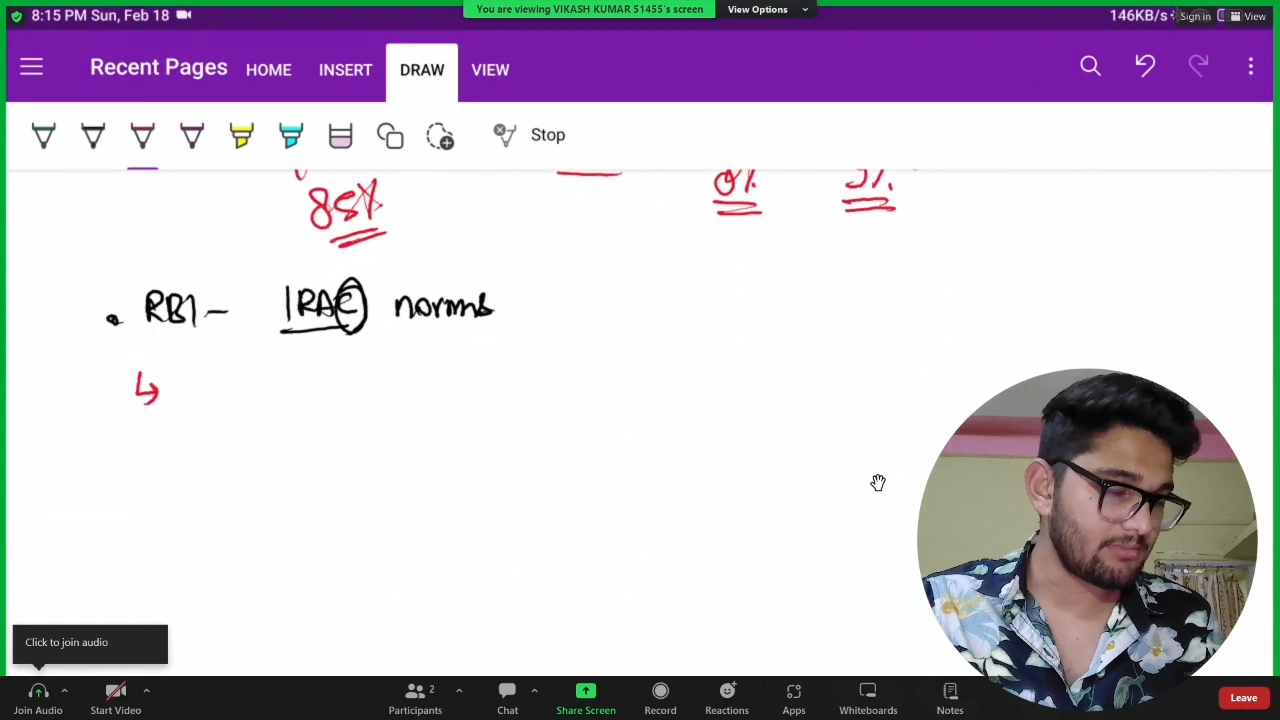 8:15 PM Sun, Feb 18
You are viewing VIKASH KUMAR 51455's screen
View Options
146KB/s
Sign in
View
Recent Pages HOME INSERT DRAW VIEW
Stop
85%
. RBI - IRAC norms
Click to join audio
Join Audio
Start Video
Participants 2
Chat
Share Screen
Record
Reactions
Apps
Whiteboards
Notes
Leave